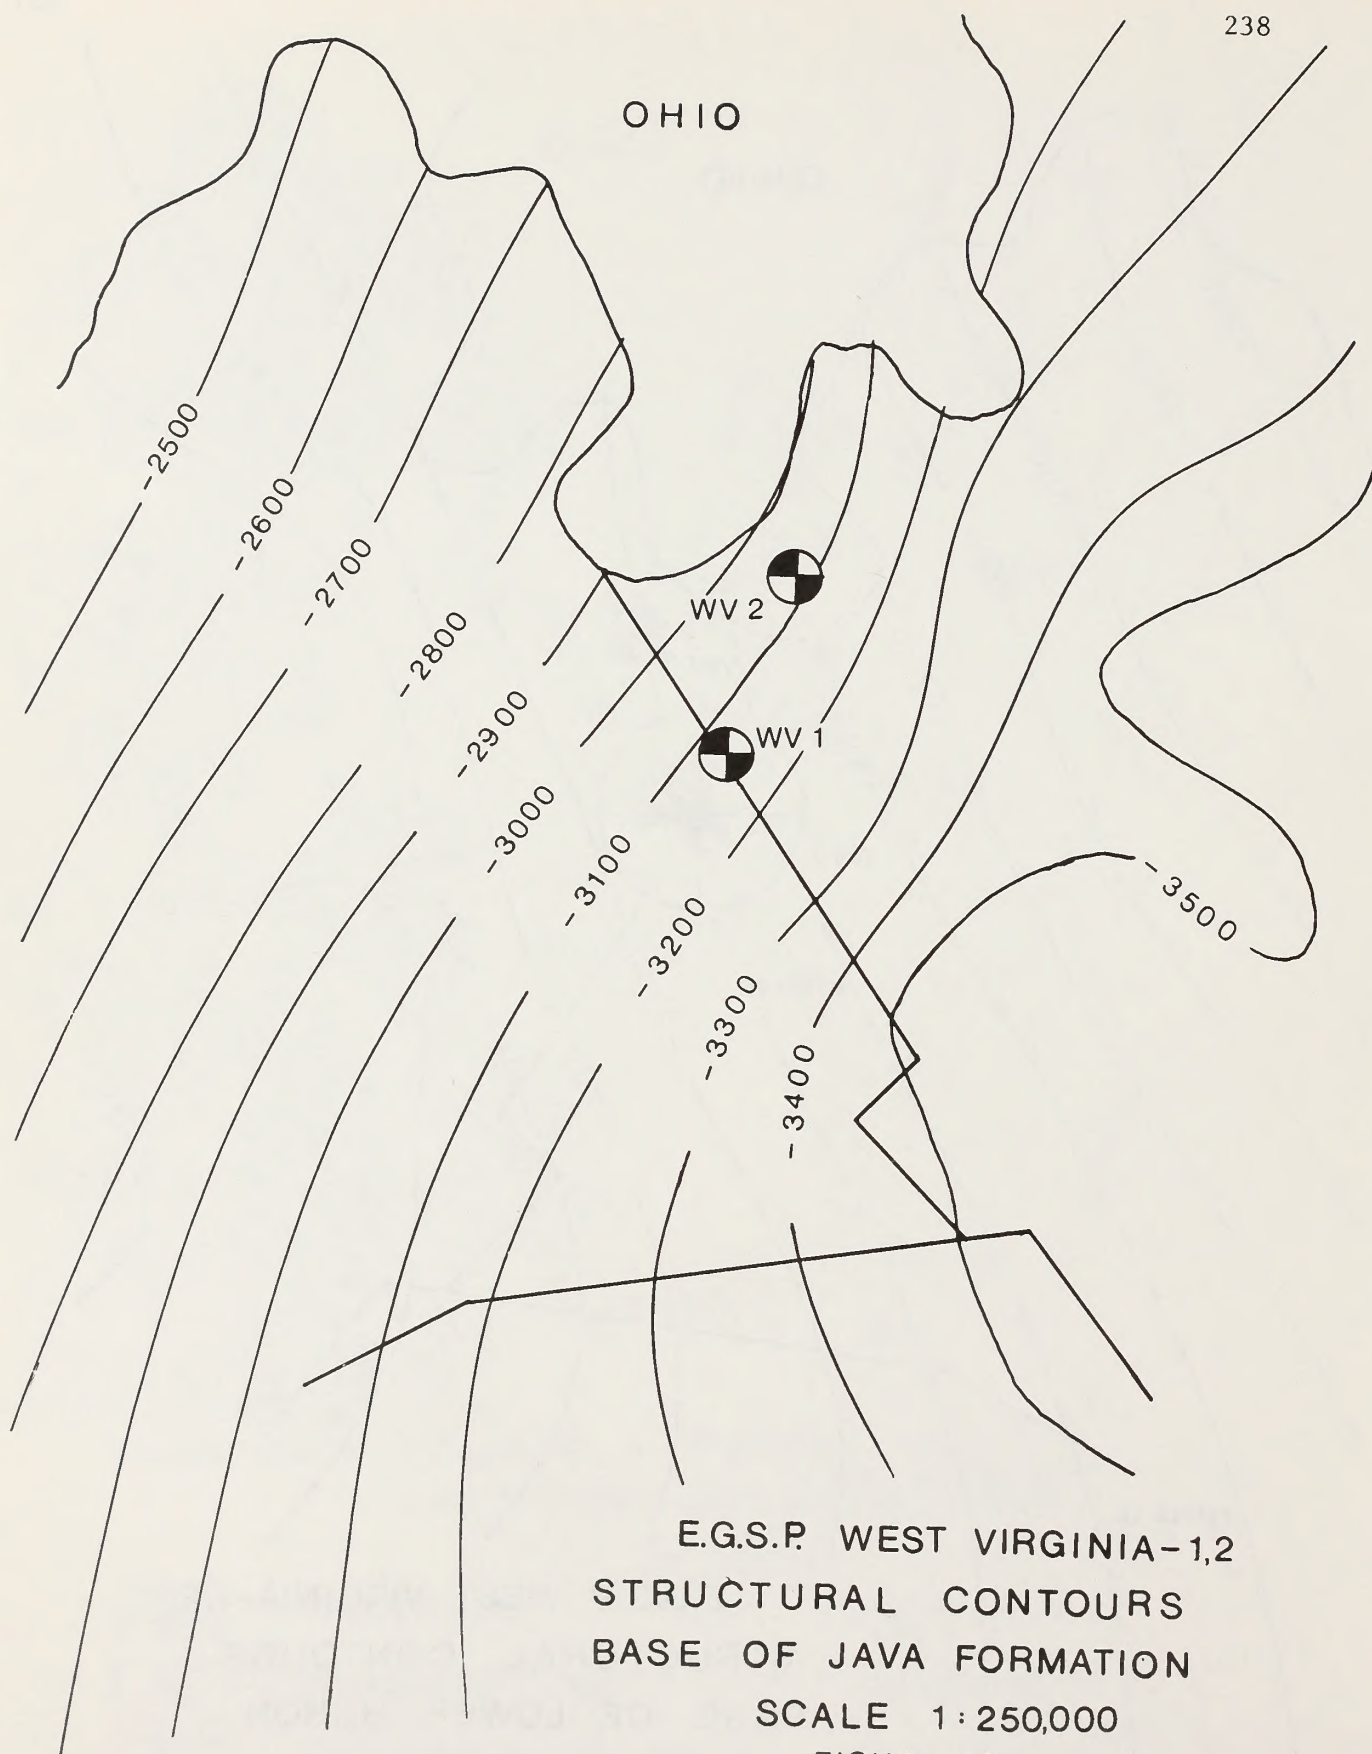 238
OHIO
-2500
-2600
-2700
-2800
-2900
-3000
-3100
-3200
-3300
-3400
-3500
WV 2
WV 1
E.G.S.P. WEST VIRGINIA-1,2
STRUCTURAL CONTOURS
BASE OF JAVA FORMATION
SCALE 1:250,000